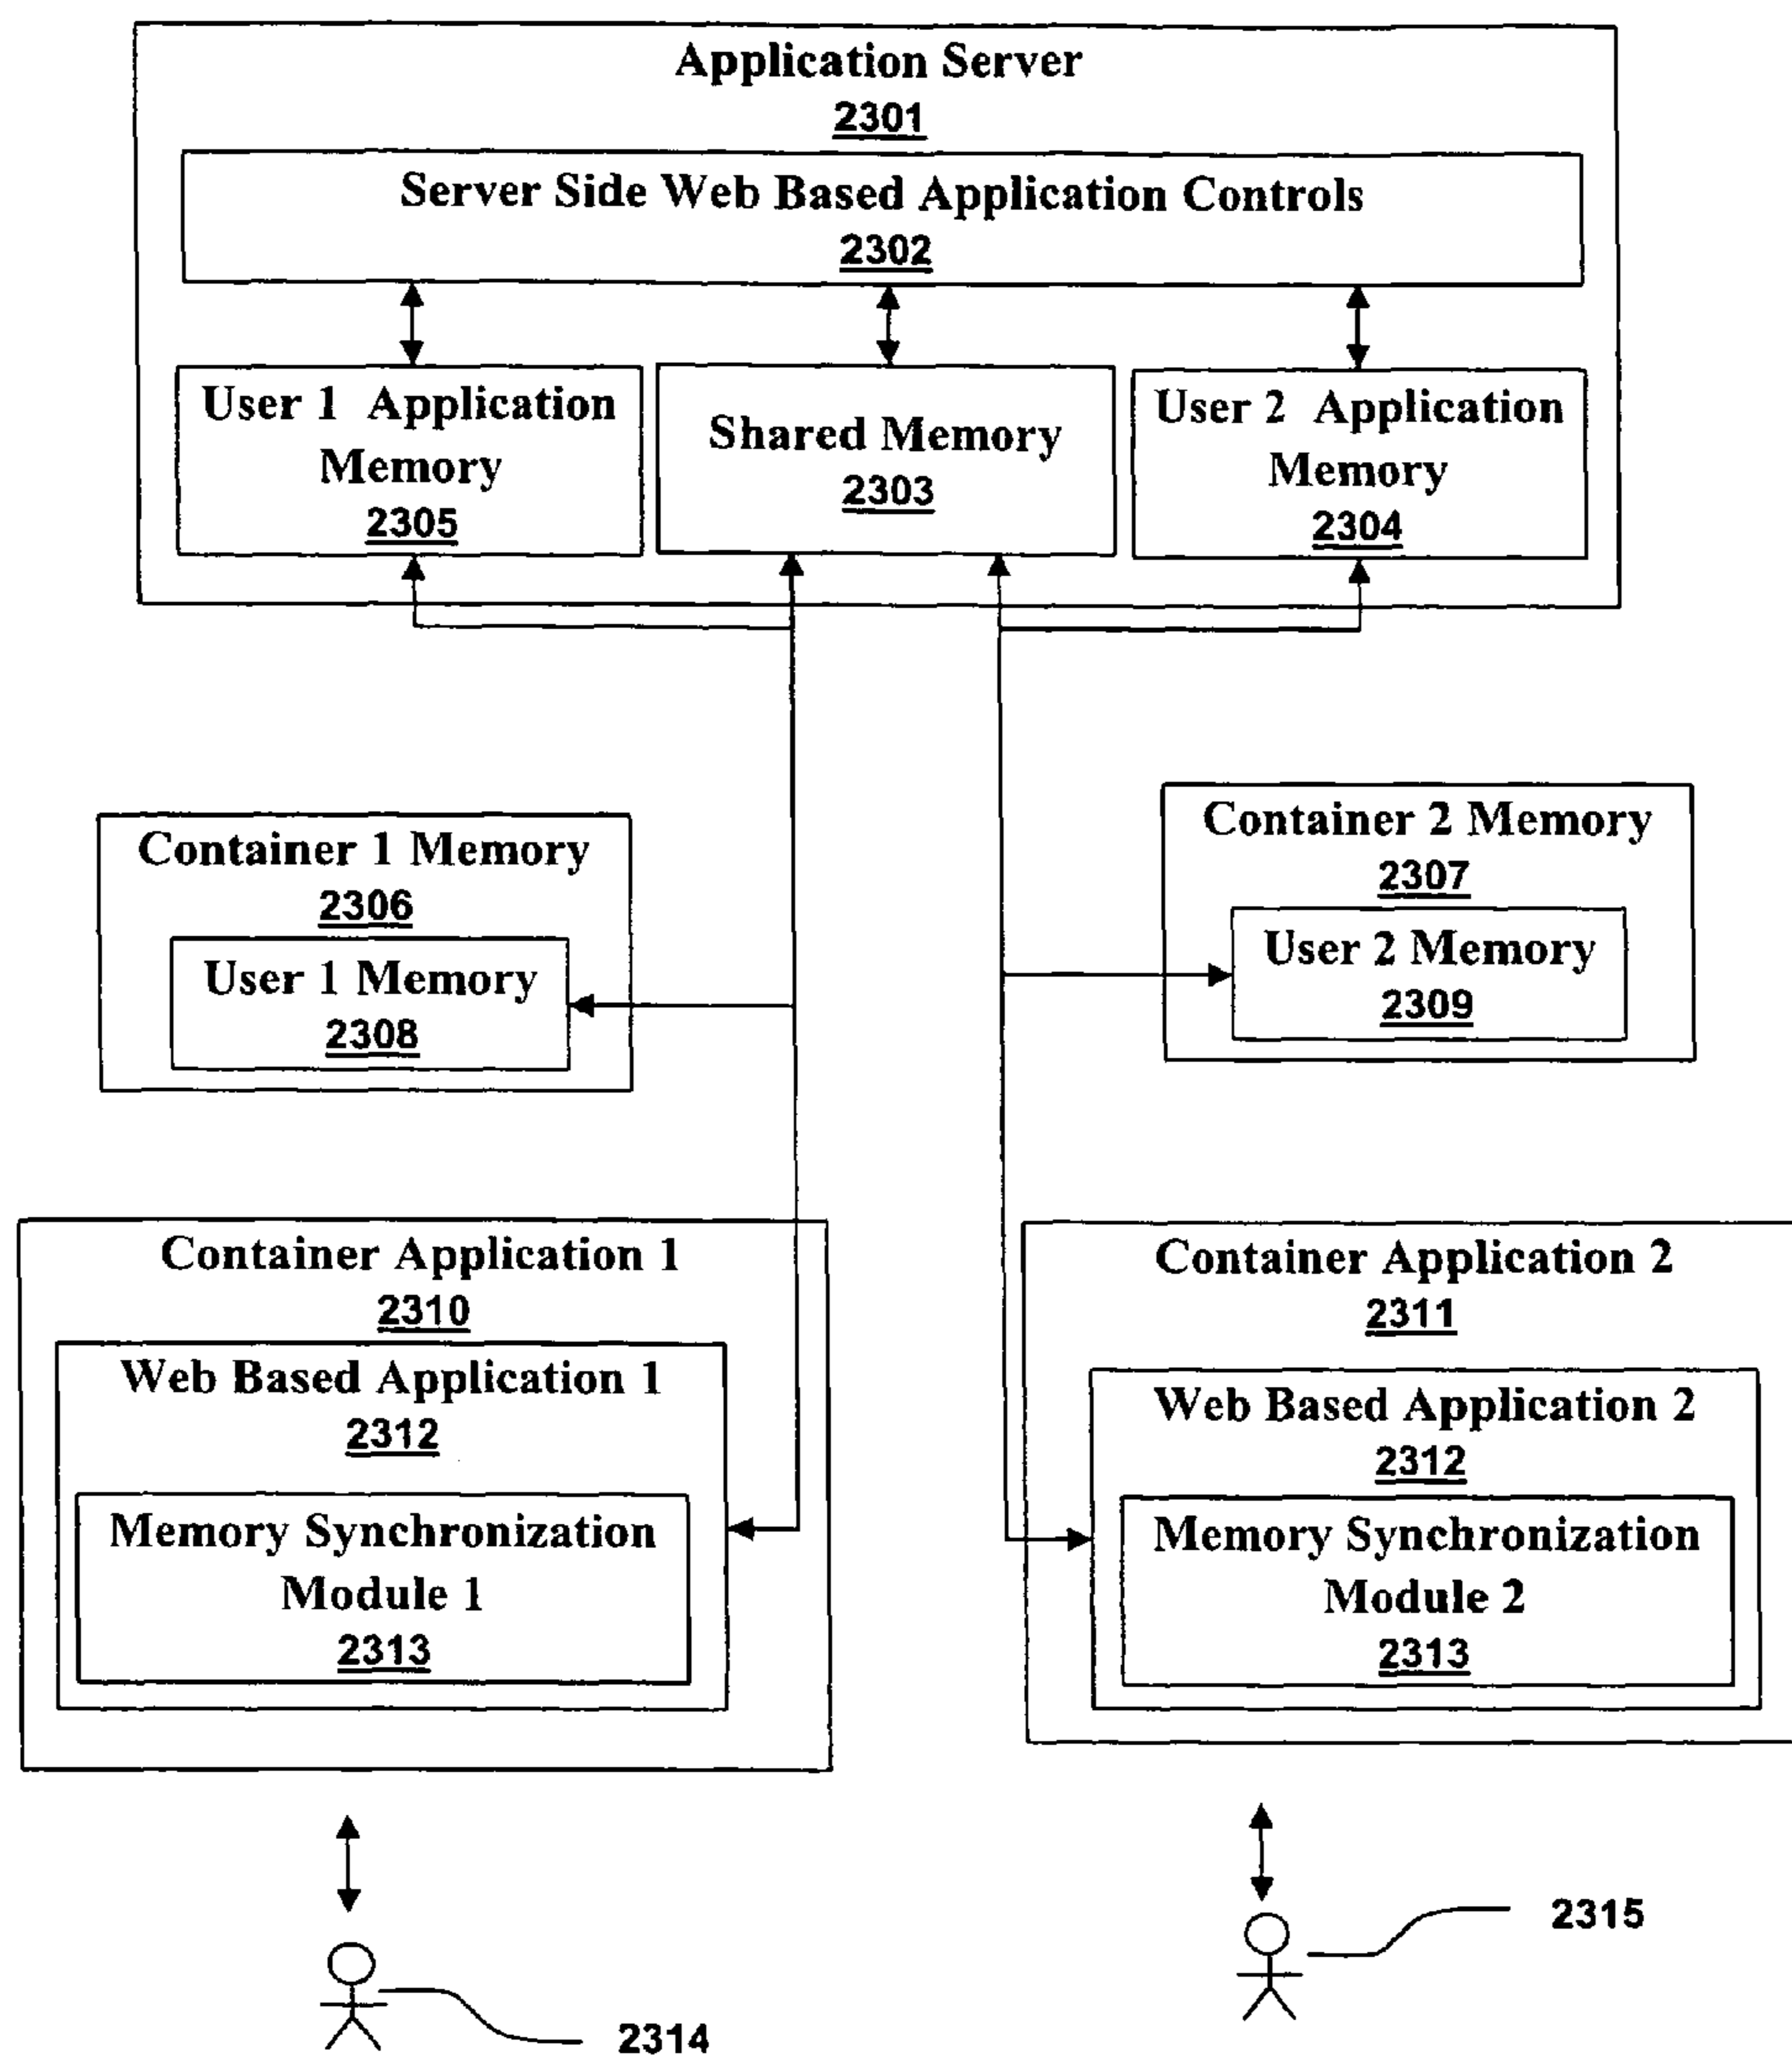 Application Server
2301
Server Side Web Based Application Controls
2302
User 1 Application
Memory
2305
Shared Memory
2303
User 2 Application
Memory
2304
Container 1 Memory
2306
User 1 Memory
2308
Container 2 Memory
2307
User 2 Memory
2309
Container Application 1
2310
Web Based Application 1
2312
Memory Synchronization
Module 1
2313
Container Application 2
2311
Web Based Application 2
2312
Memory Synchronization
Module 2
2313
2314
2315